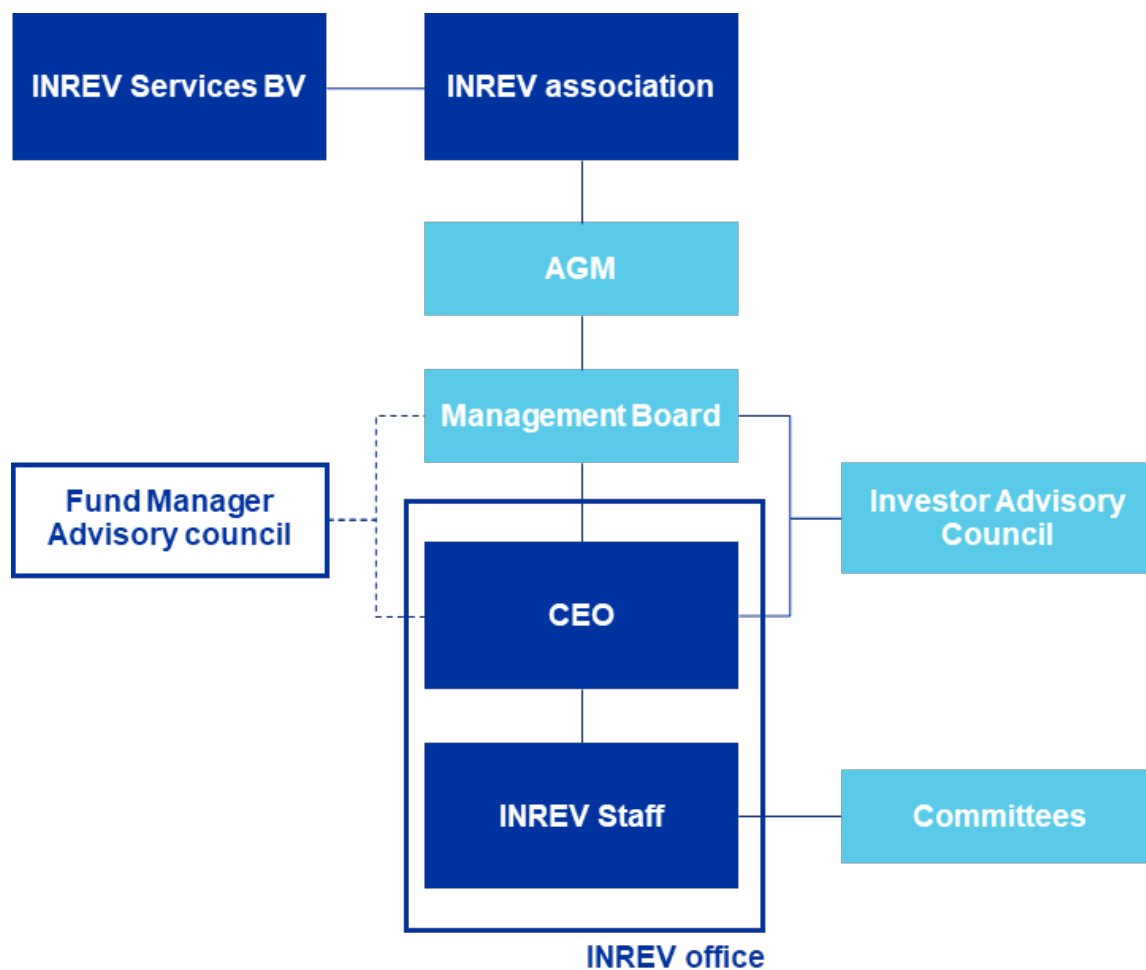 INREV Services BV
INREV association
AGM
Management Board
Fund Manager
Advisory council
Investor Advisory
Council
CEO
INREV Staff
Committees
INREV office